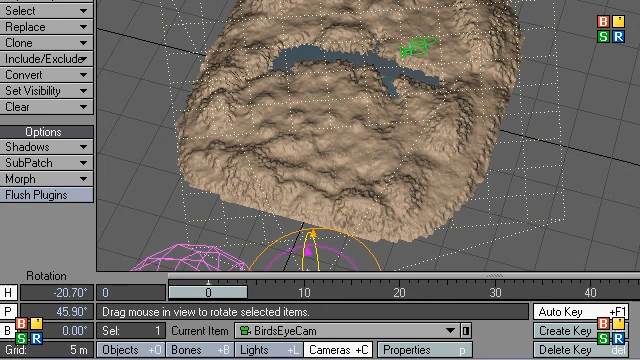 Select
Replace
Clone
Include/Exclude
Convert
Set Visibility
Clear
Options
Shadows
SubPatch
Morph
Flush Plugins
B
S R
Rotation
H -20.70° 0 0 10 20 30 40
P 45.90° Drag mouse in view to rotate selected items. Auto Key +F1
B 0.00° Sel: 1 Current Item BirdsEyeCam Create Key
B
S R
Grid: 5 m Objects +O Bones +B Lights +L Cameras +C Properties p Delete Key del
B
S R